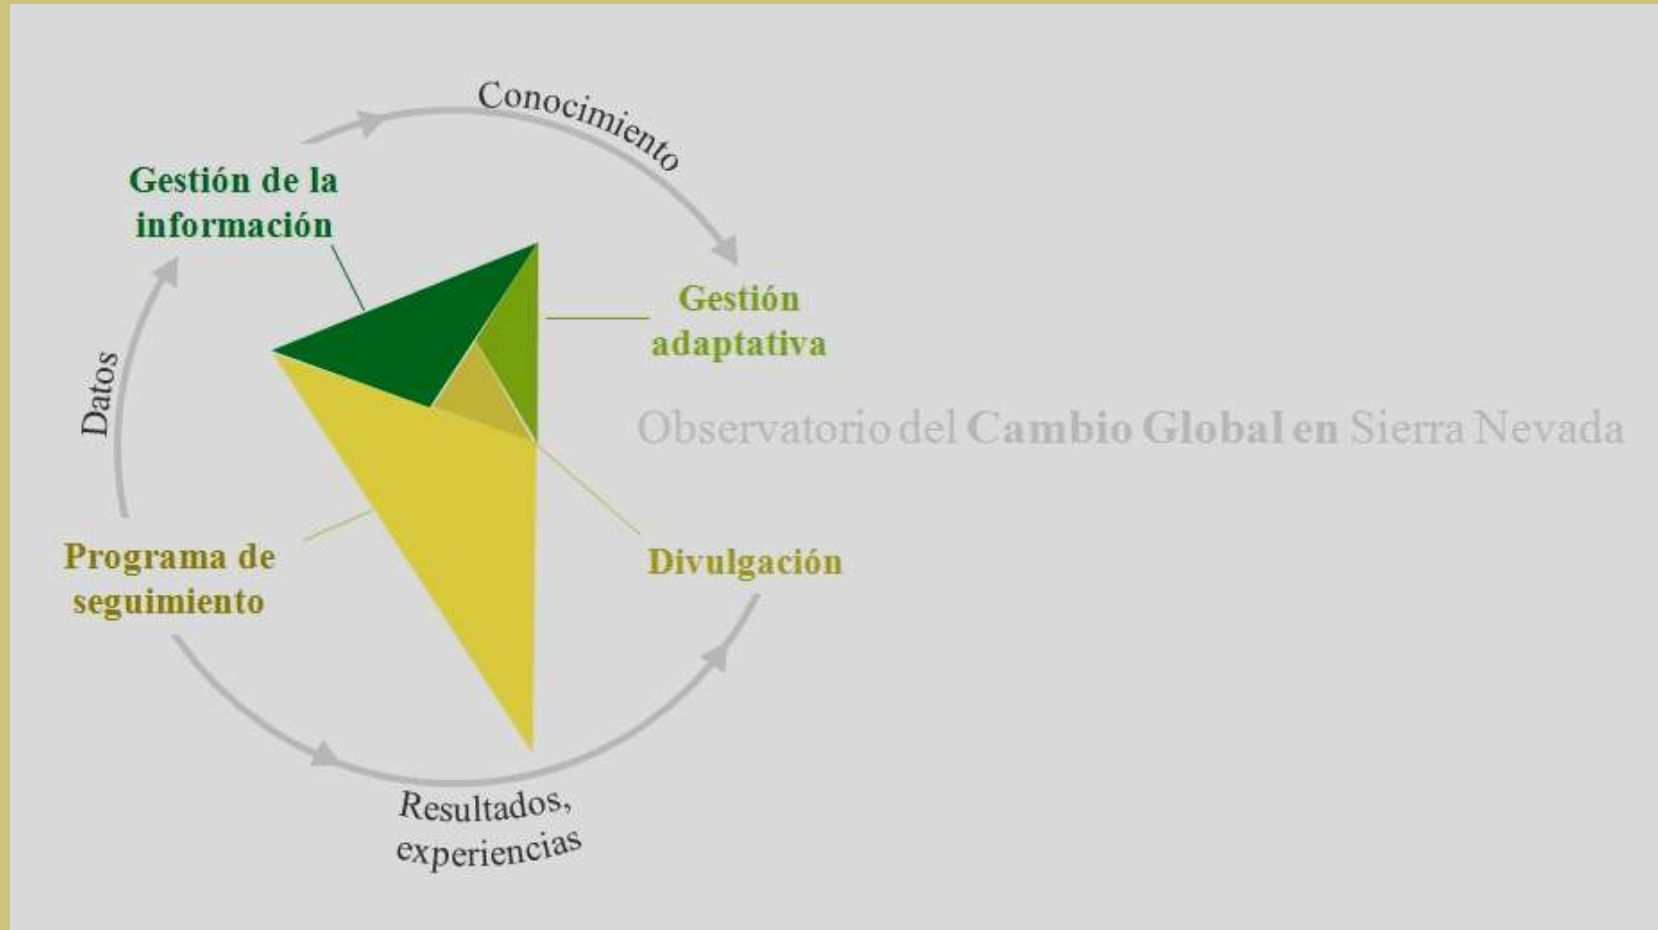 Conocimiento
Gestión de la
información
Gestión
adaptativa
Datos
Observatorio del Cambio Global en Sierra Nevada
Programa de
seguimiento
Divulgación
Resultados,
experiencias